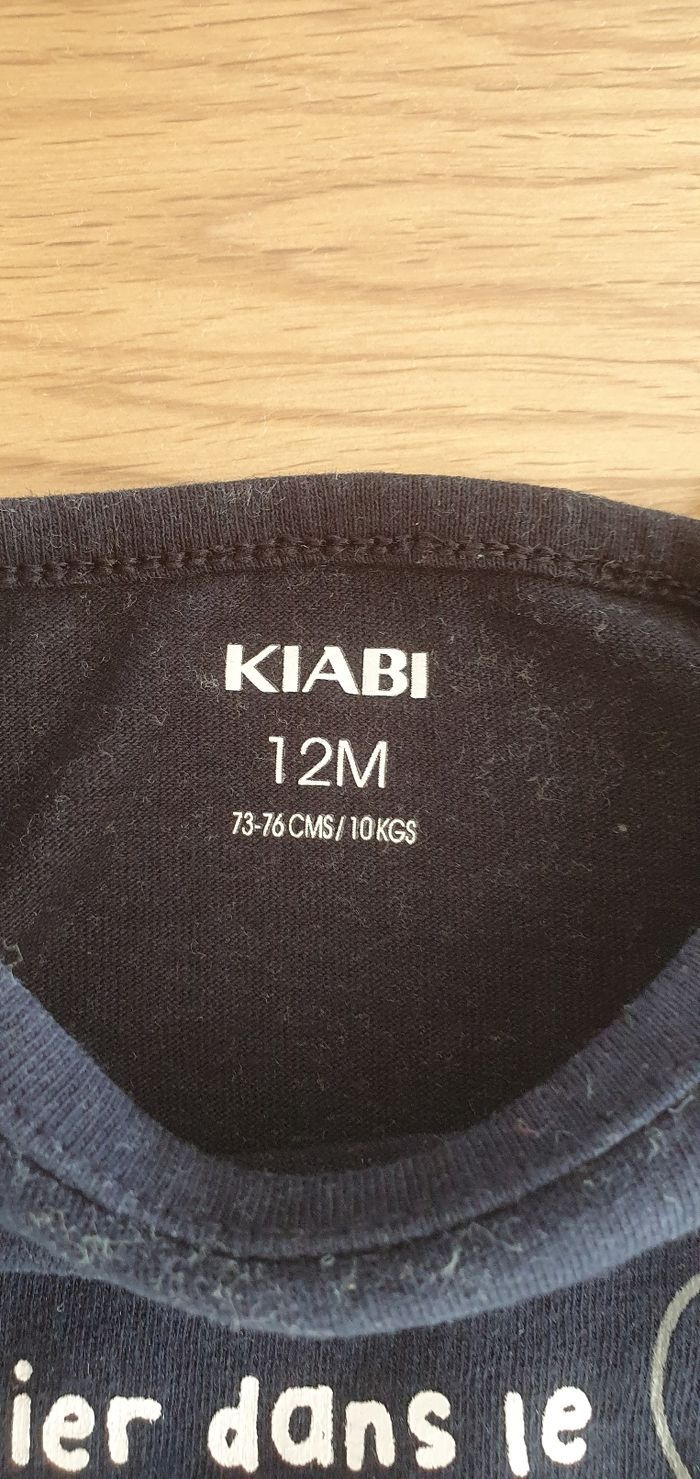 KIABI
12M
73-76 CMS / 10 KGS
ier dans le